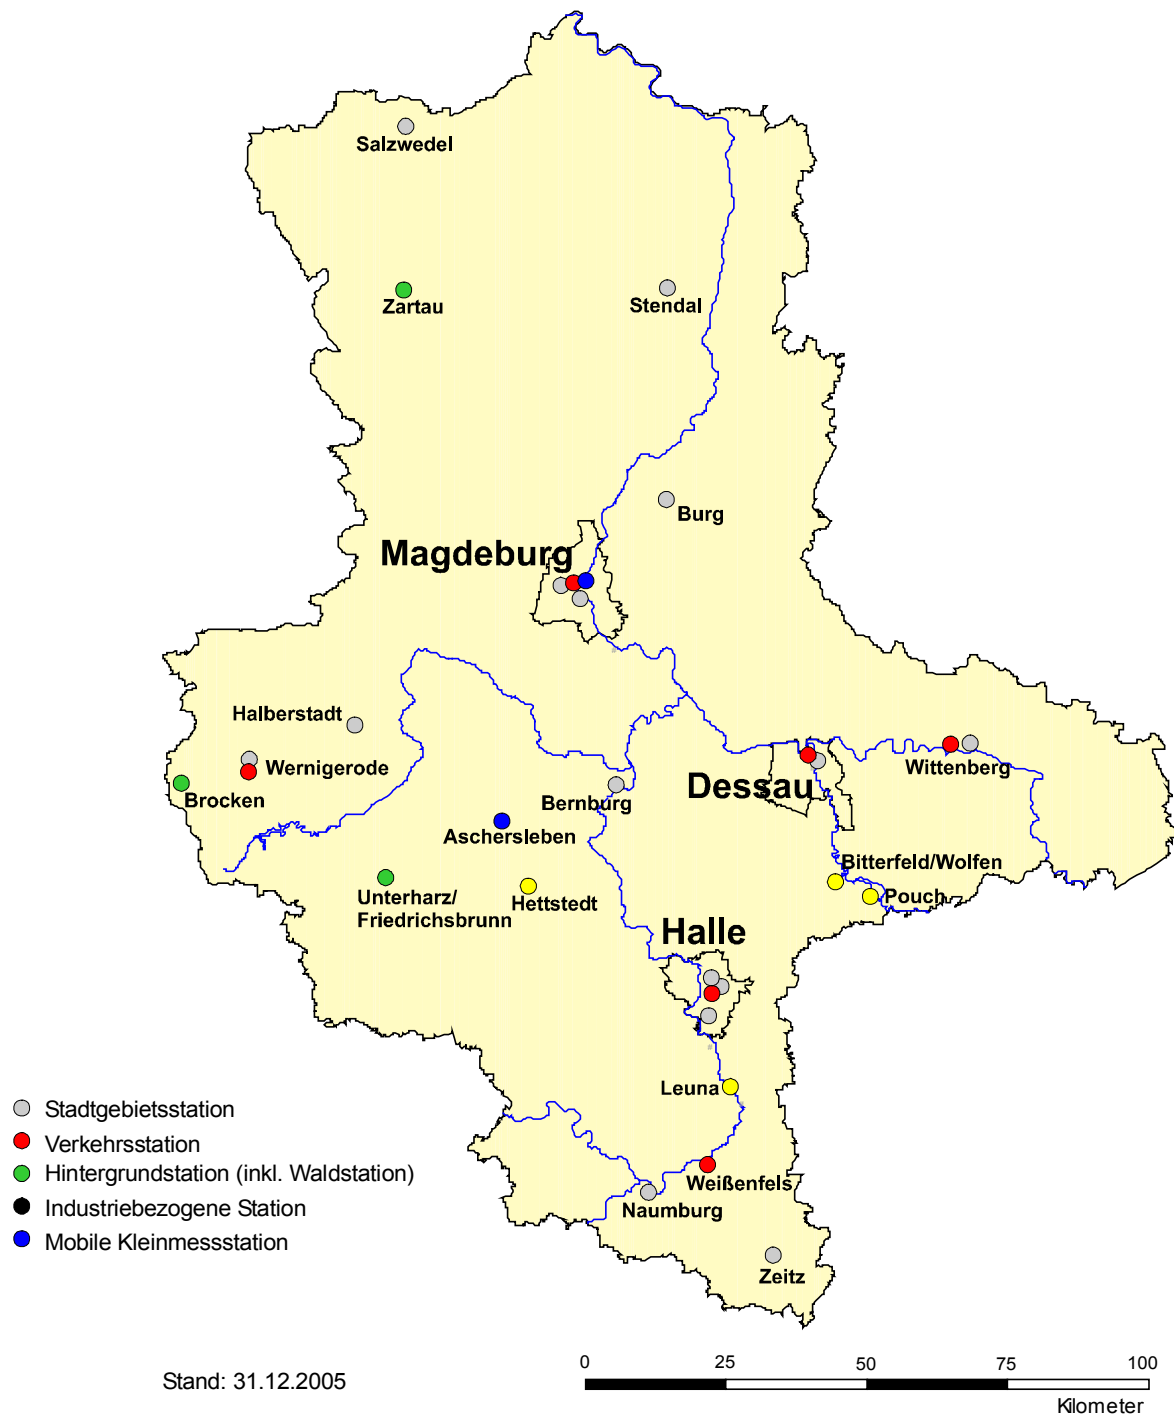 Salzwedel
Zartau
Stendal
Burg
Magdeburg
Halberstadt
Wernigerode
Brocken
Bernburg
Aschersleben
Dessau
Wittenberg
Bitterfeld/Wolfen
Pouch
Unterharz/
Friedrichsbrunn
Hettstedt
Halle
Leuna
Weißenfels
Naumburg
Zeitz
Stadtgebietsstation
Verkehrsstation
Hintergrundstation (inkl. Waldstation)
Industriebezogene Station
Mobile Kleinmessstation
Stand: 31.12.2005
0 25 50 75 100
Kilometer